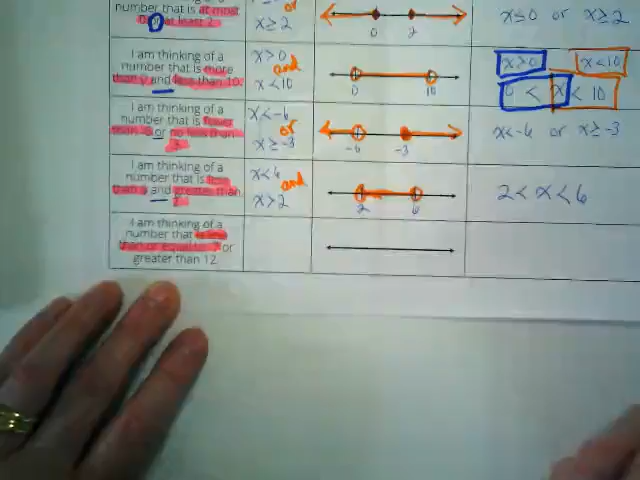 number that is at most
0 or at least 2
or
x ≥ 2
0 2
x ≤ 0 or x ≥ 2
I am thinking of a
number that is more
than 0 and less than 10.
x > 0
and
x < 10
0 10
x > 0 x < 10
0 < x < 10
I am thinking of a
number that is fewer
than -6 or no less than
x < -6
or
x ≥ -3
-6 -3
x < -6 or x ≥ -3
I am thinking of a
number that is less
than 6 and greater than
x < 6
and
x > 2
2 6
2 < x < 6
I am thinking of a
number that is less
than or equal to or
greater than 12